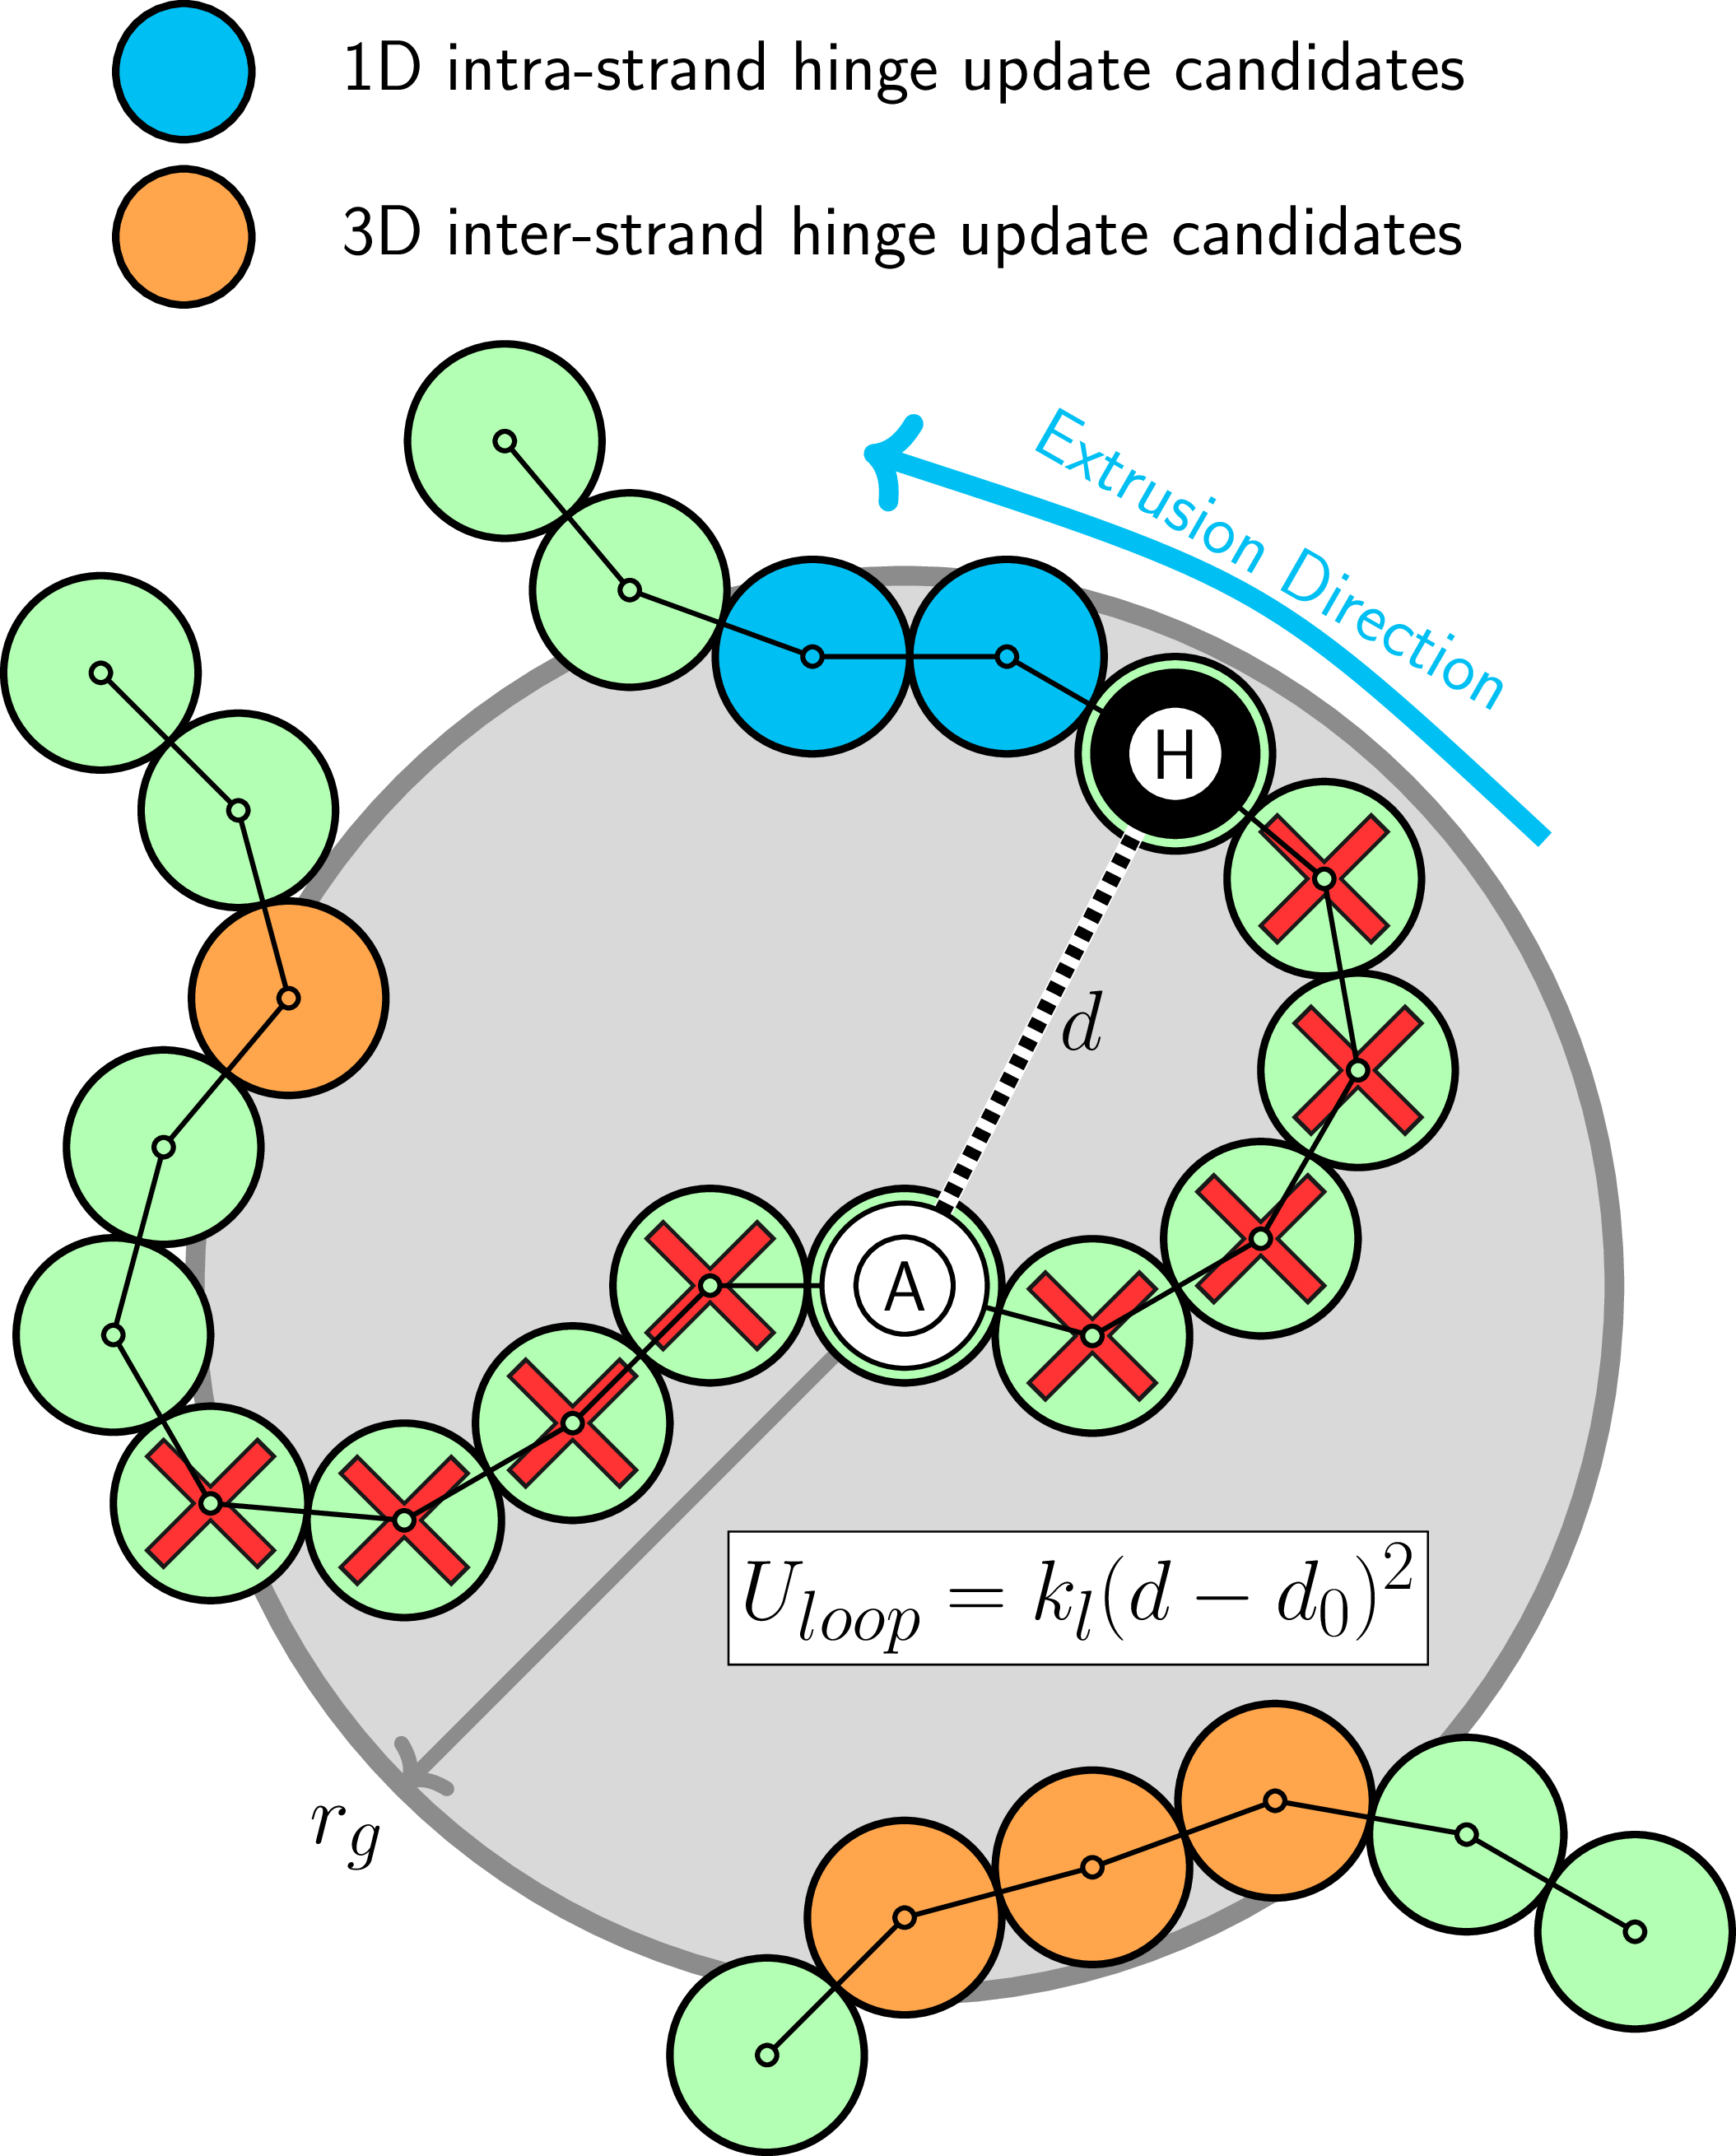 1D intra-strand hinge update candidates
3D inter-strand hinge update candidates
Extrusion Direction
H
d
A
U_{loop} = k_l(d − d_0)^2
r_g